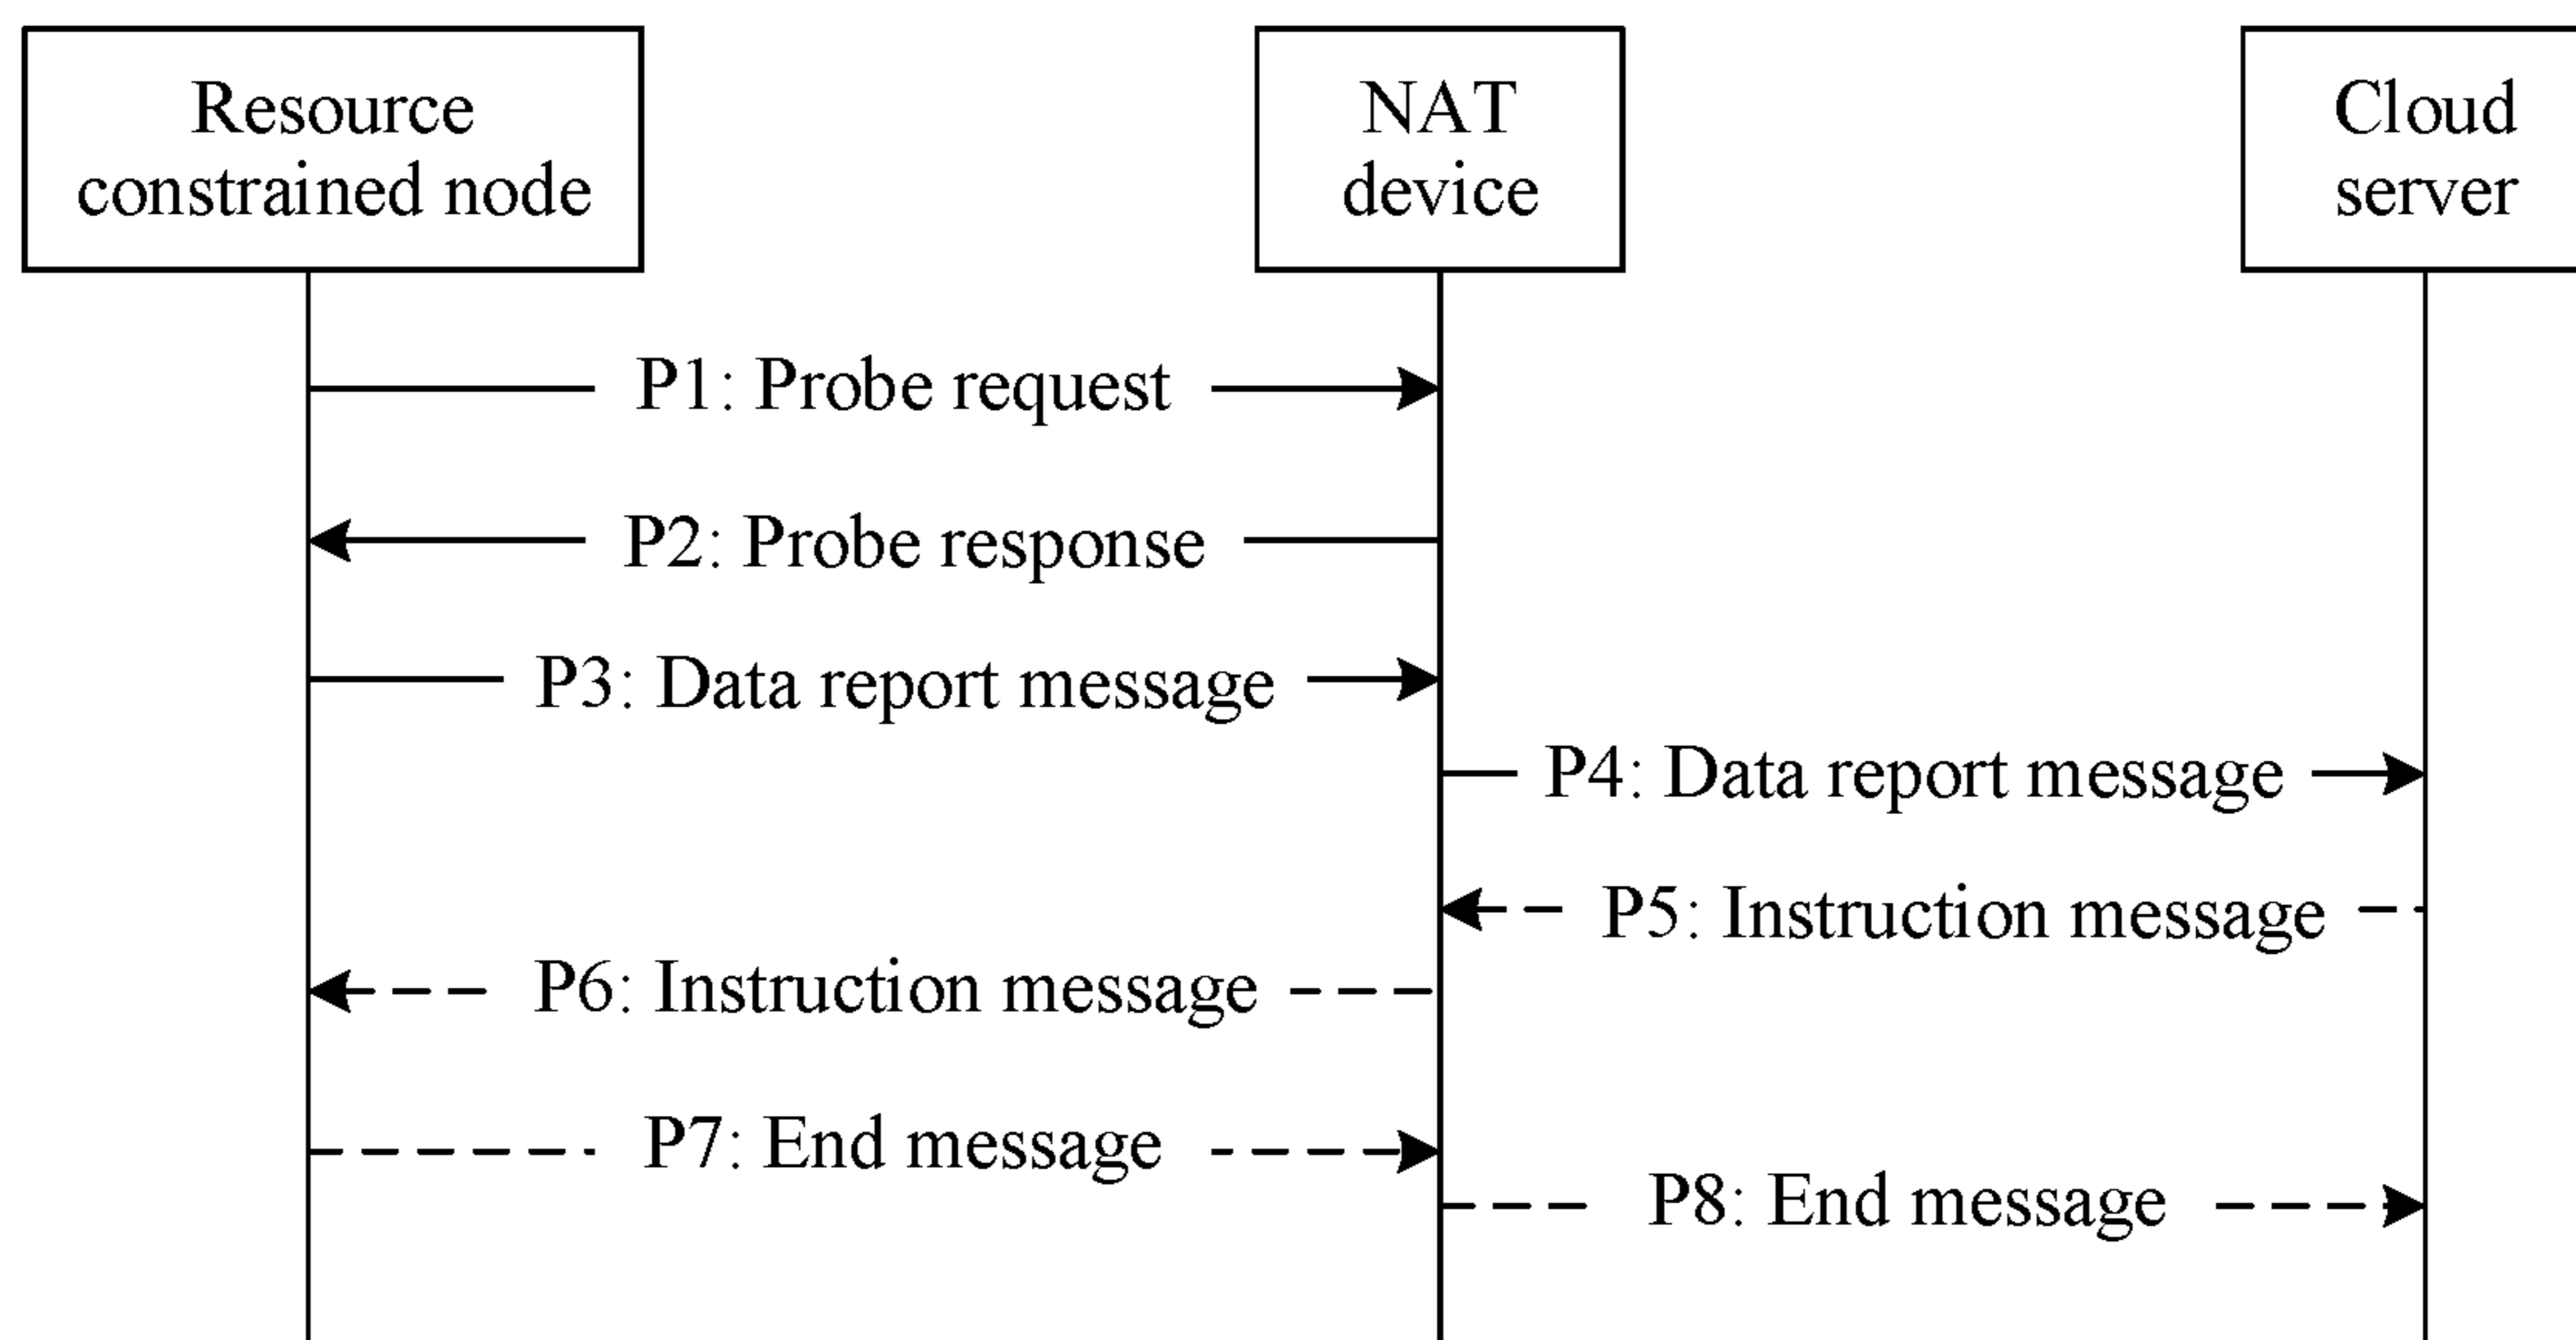 Resource
constrained node
NAT
device
Cloud
server
P1: Probe request
P2: Probe response
P3: Data report message
P4: Data report message
P5: Instruction message
P6: Instruction message
P7: End message
P8: End message